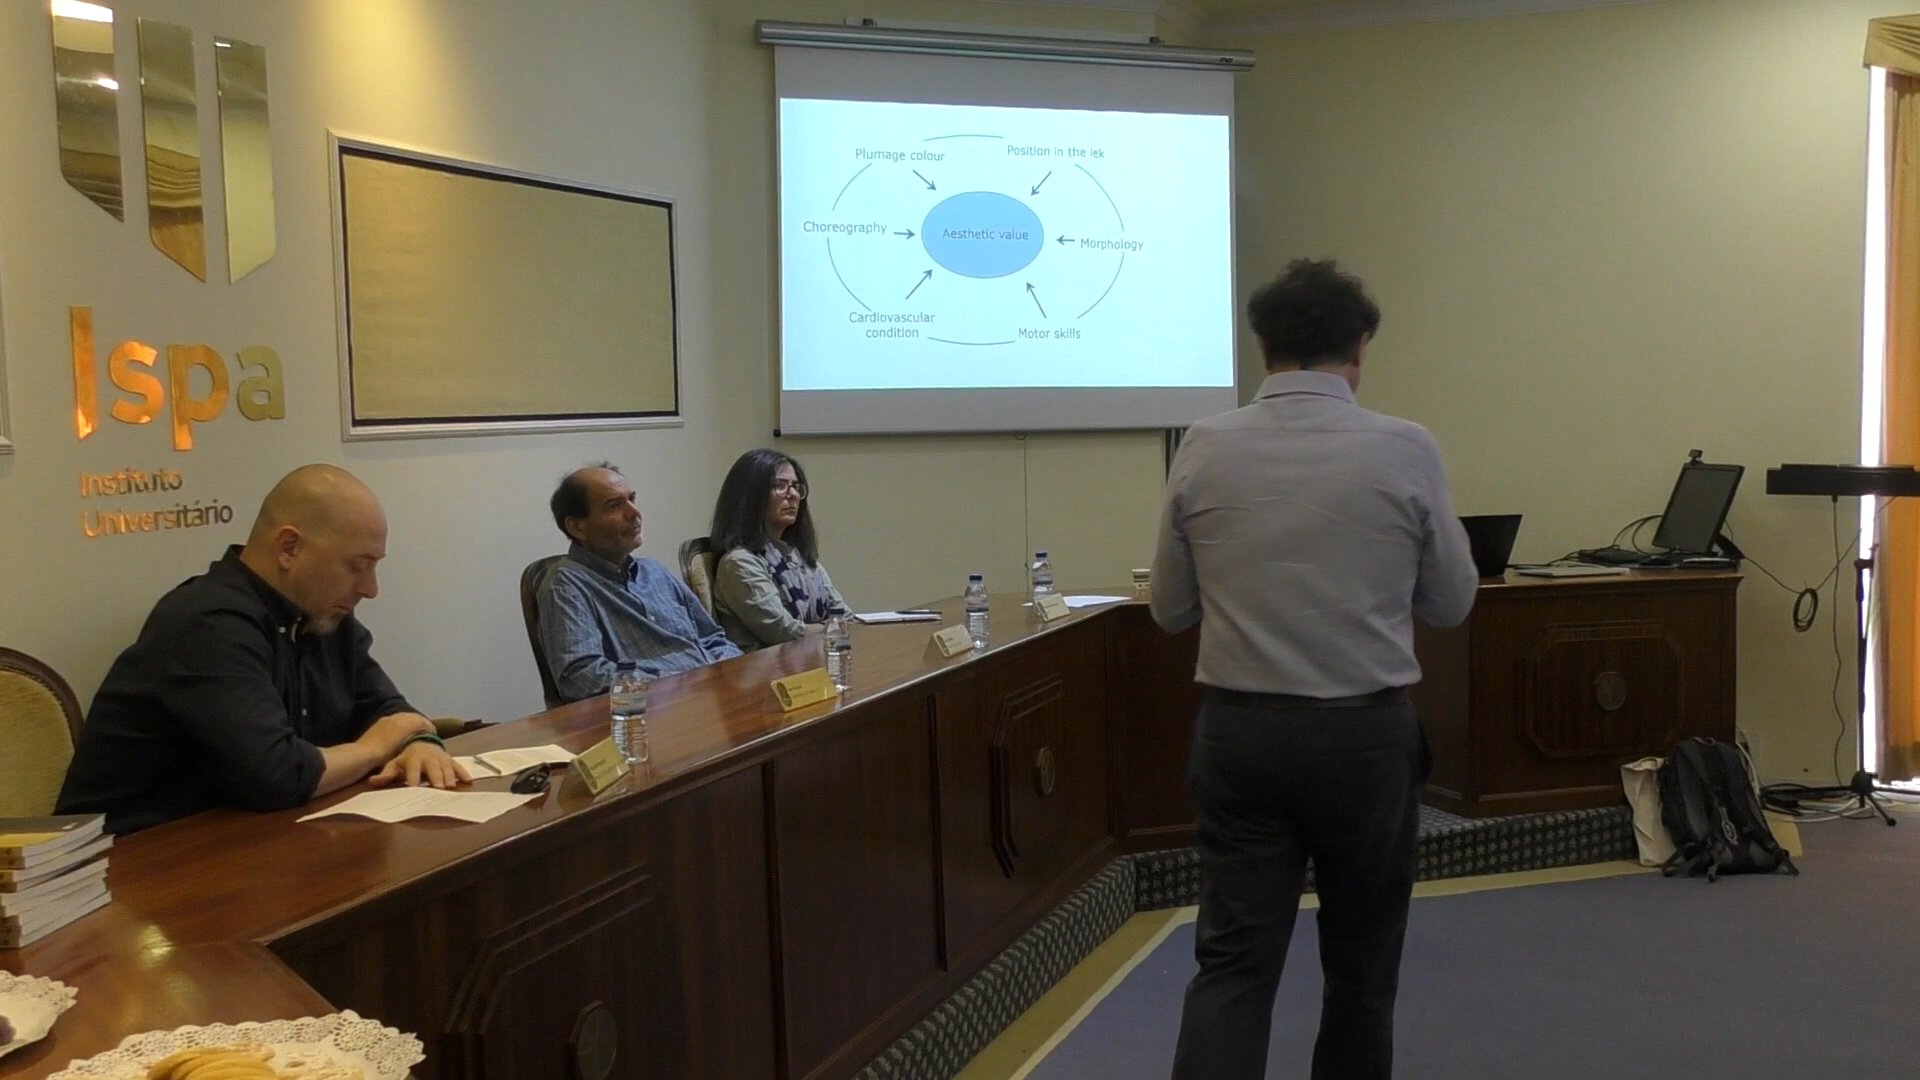 Ispa
Instituto
Universitário
Plumage colour
Position in the lek
Choreography
Aesthetic value
Morphology
Cardiovascular
condition
Motor skills